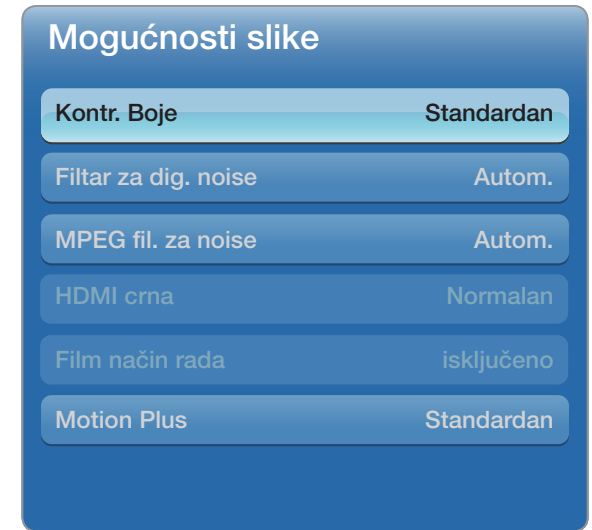 Mogućnosti slike
Kontr. Boje Standardan
Filtar za dig. noise Autom.
MPEG fil. za noise Autom.
HDMI crna Normalan
Film način rada isključeno
Motion Plus Standardan